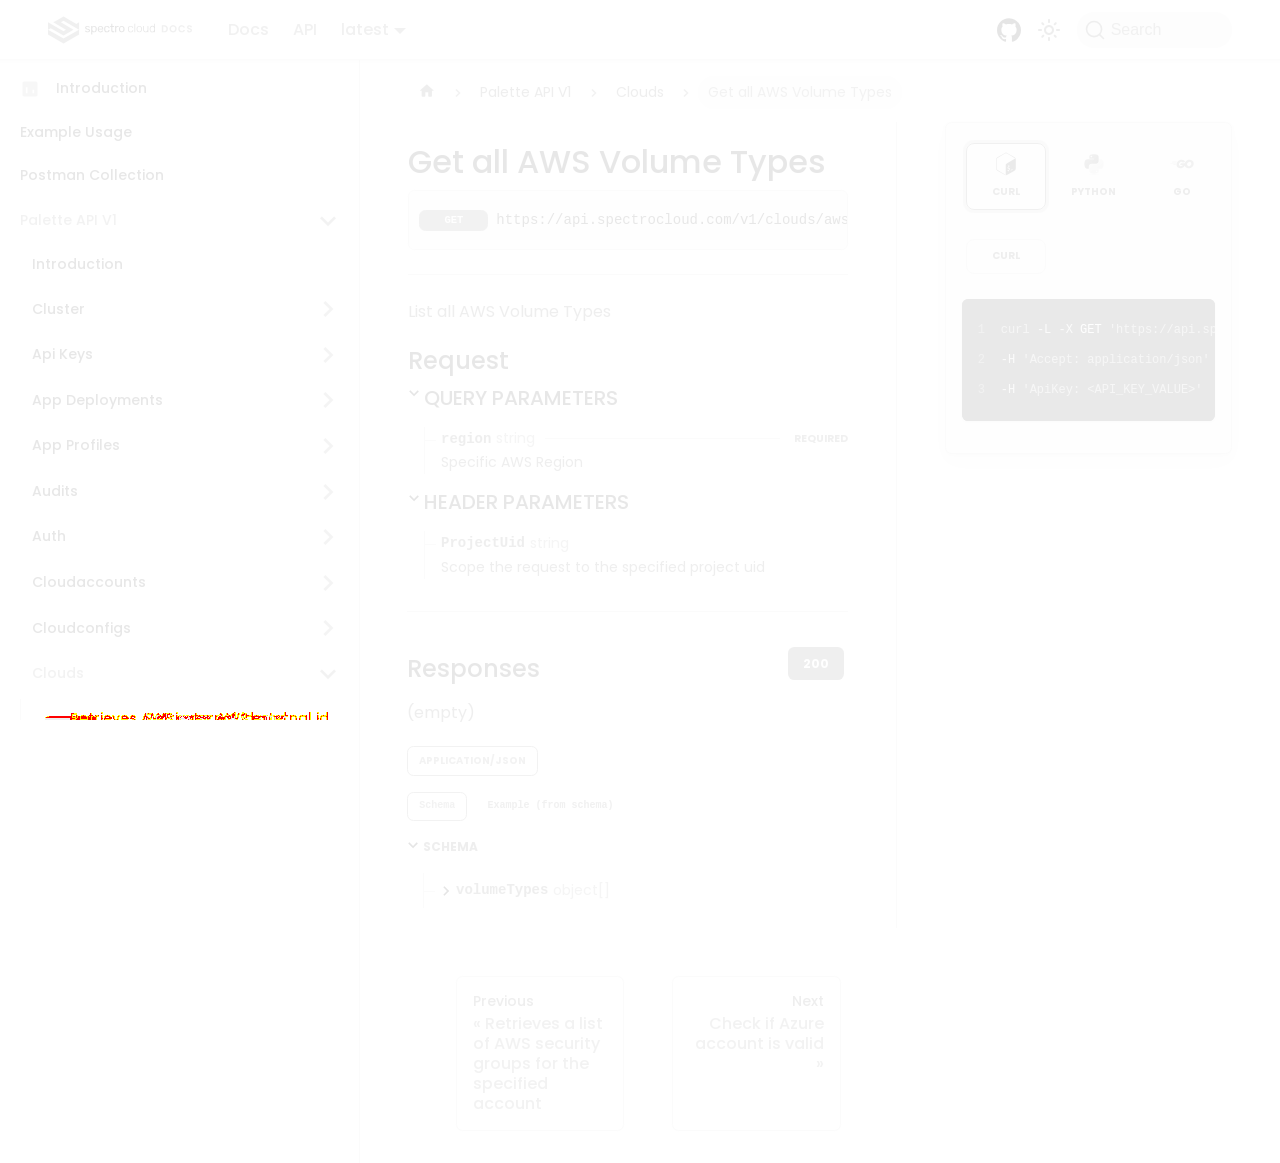 spectro cloud DOCS
Docs
API
latest
Search
Introduction
Example Usage
Postman Collection
Palette API V1
Introduction
Cluster
Api Keys
App Deployments
App Profiles
Audits
Auth
Cloudaccounts
Cloudconfigs
Clouds
Palette API V1
Clouds
Get all AWS Volume Types
Get all AWS Volume Types
GET https://api.spectrocloud.com/v1/clouds/aws
List all AWS Volume Types
Request
QUERY PARAMETERS
region string REQUIRED
Specific AWS Region
HEADER PARAMETERS
ProjectUid string
Scope the request to the specified project uid
Responses
200
(empty)
APPLICATION/JSON
Schema
Example (from schema)
SCHEMA
volumeTypes object[]
Previous
« Retrieves a list
of AWS security
groups for the
specified
account
Next
Check if Azure
account is valid
»
CURL
PYTHON
GO
CURL
1 curl -L -X GET 'https://api.sp
2 -H 'Accept: application/json'
3 -H 'ApiKey: <API_KEY_VALUE>'